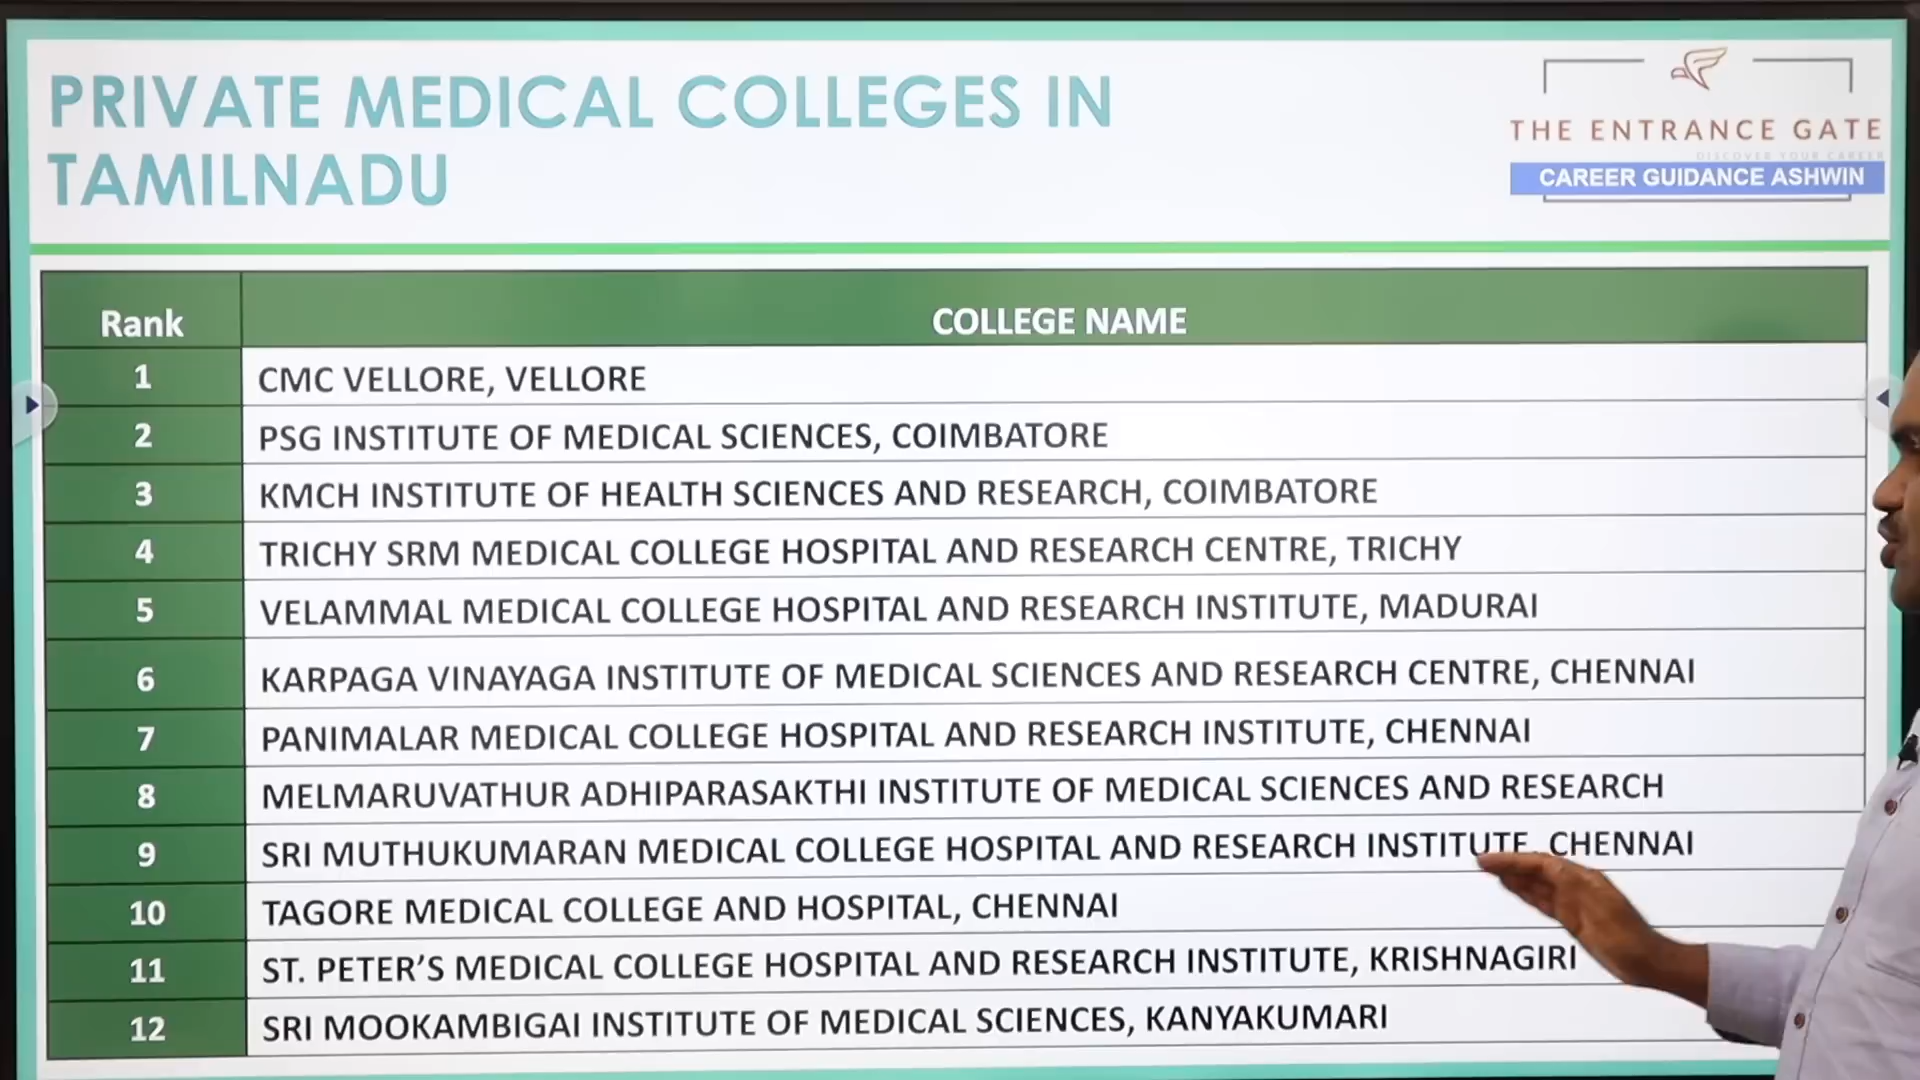 PRIVATE MEDICAL COLLEGES IN
TAMILNADU
THE ENTRANCE GATE
DISCOVER YOUR CAREER
CAREER GUIDANCE ASHWIN
Rank COLLEGE NAME
1 CMC VELLORE, VELLORE
2 PSG INSTITUTE OF MEDICAL SCIENCES, COIMBATORE
3 KMCH INSTITUTE OF HEALTH SCIENCES AND RESEARCH, COIMBATORE
4 TRICHY SRM MEDICAL COLLEGE HOSPITAL AND RESEARCH CENTRE, TRICHY
5 VELAMMAL MEDICAL COLLEGE HOSPITAL AND RESEARCH INSTITUTE, MADURAI
6 KARPAGA VINAYAGA INSTITUTE OF MEDICAL SCIENCES AND RESEARCH CENTRE, CHENNAI
7 PANIMALAR MEDICAL COLLEGE HOSPITAL AND RESEARCH INSTITUTE, CHENNAI
8 MELMARUVATHUR ADHIPARASAKTHI INSTITUTE OF MEDICAL SCIENCES AND RESEARCH
9 SRI MUTHUKUMARAN MEDICAL COLLEGE HOSPITAL AND RESEARCH INSTITUTE, CHENNAI
10 TAGORE MEDICAL COLLEGE AND HOSPITAL, CHENNAI
11 ST. PETER’S MEDICAL COLLEGE HOSPITAL AND RESEARCH INSTITUTE, KRISHNAGIRI
12 SRI MOOKAMBIGAI INSTITUTE OF MEDICAL SCIENCES, KANYAKUMARI